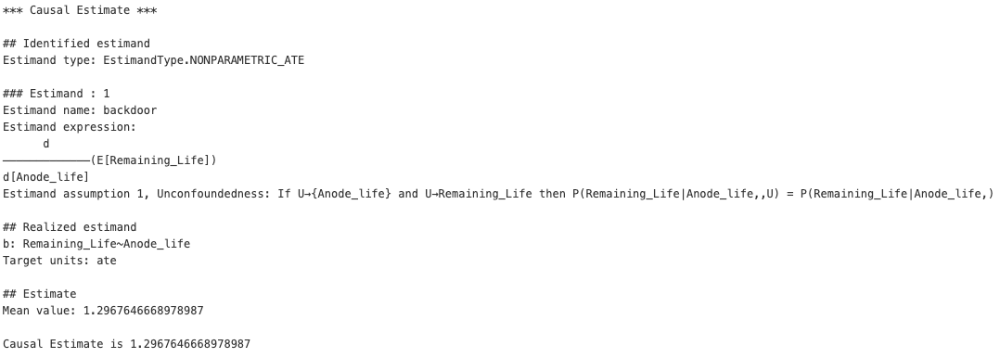 *** Causal Estimate ***
## Identified estimand
Estimand type: EstimandType.NONPARAMETRIC_ATE
### Estimand : 1
Estimand name: backdoor
Estimand expression:
d
─────────────(E[Remaining_Life])
d[Anode_life]
Estimand assumption 1, Unconfoundedness: If U→{Anode_life} and U→Remaining_Life then P(Remaining_Life|Anode_life,,U) = P(Remaining_Life|Anode_life,)
## Realized estimand
b: Remaining_Life~Anode_life
Target units: ate
## Estimate
Mean value: 1.2967646668978987
Causal Estimate is 1.2967646668978987